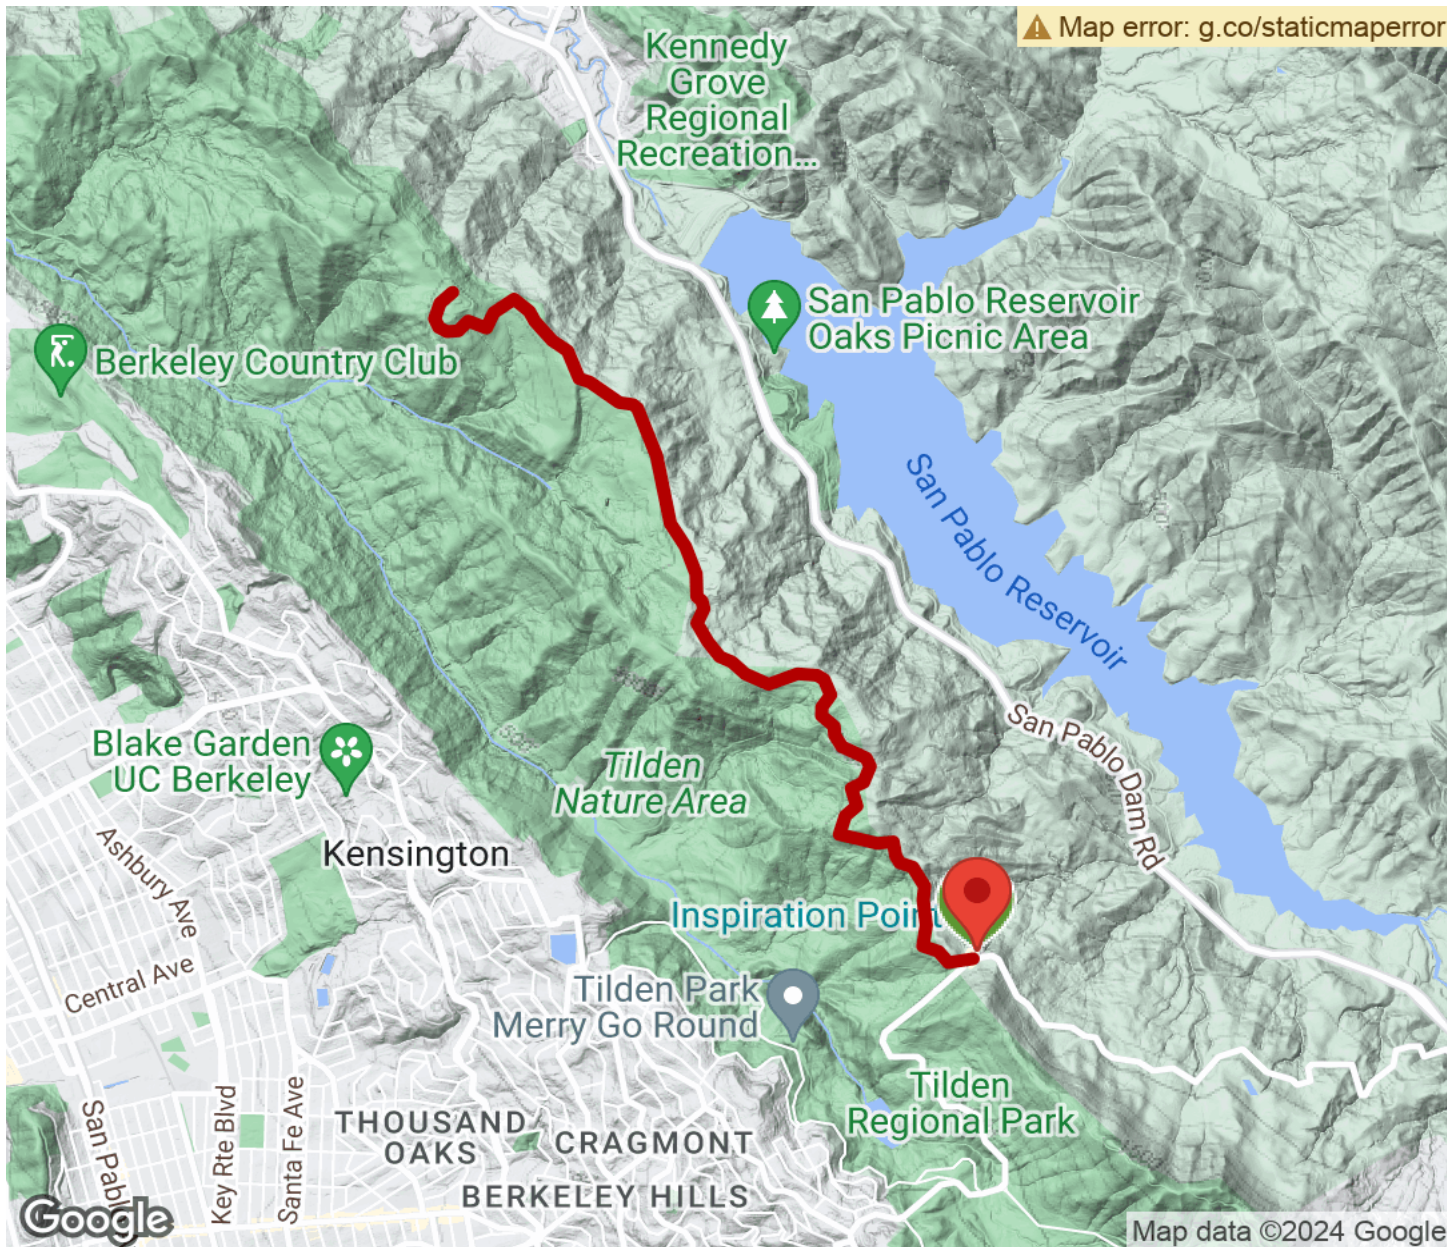 Map error: g.co/staticmaperror
Kennedy
Grove
Regional
Recreation...
San Pablo Reservoir
Oaks Picnic Area
Berkeley Country Club
San Pablo Reservoir
San Pablo Dam Rd
Blake Garden
UC Berkeley
Tilden
Nature Area
Ashbury Ave
Kensington
Inspiration Point
Central Ave
Tilden Park
Merry Go Round
Tilden
Regional Park
San Pabl
Key Rte Blvd
Santa Fe Ave
THOUSAND
OAKS
CRAGMONT
BERKELEY HILLS
Google
Map data ©2024 Google